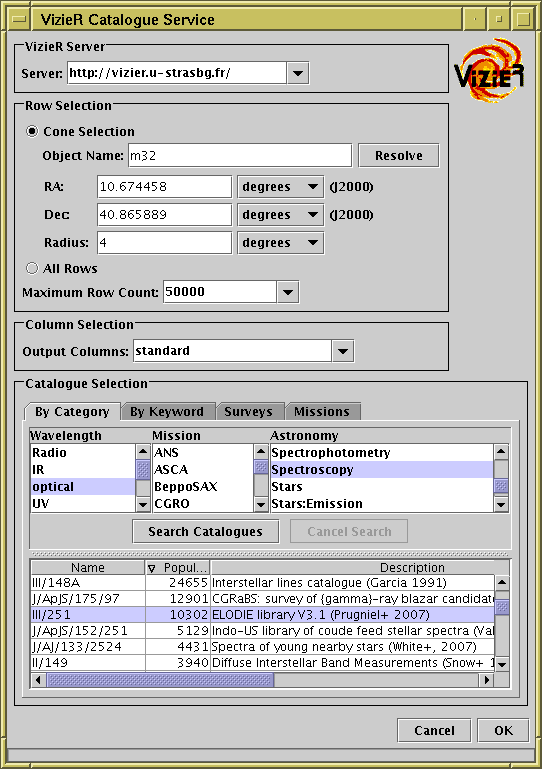 VizieR Catalogue Service
VizieR Server
Server: http://vizier.u-strasbg.fr/
VizieR
Row Selection
Cone Selection
Object Name: m32 Resolve
RA: 10.674458 degrees (J2000)
Dec: 40.865889 degrees (J2000)
Radius: 4 degrees
All Rows
Maximum Row Count: 50000
Column Selection
Output Columns: standard
Catalogue Selection
By Category By Keyword Surveys Missions
Wavelength Mission Astronomy
Radio ANS Spectrophotometry
IR ASCA Spectroscopy
optical BeppoSAX Stars
UV CGRO Stars:Emission
Search Catalogues Cancel Search
Name Popul... Description
III/148A 24655 Interstellar lines catalogue (Garcia 1991)
J/ApJS/175/97 12901 CGRaBS: survey of {gamma}-ray blazar candidat
III/251 10302 ELODIE library V3.1 (Prugniel+ 2007)
J/ApJS/152/251 5129 Indo-US library of coude feed stellar spectra (Val
J/AJ/133/2524 4431 Spectra of young nearby stars (White+, 2007)
II/149 3940 Diffuse Interstellar Band Measurements (Snow+ 1
Cancel OK